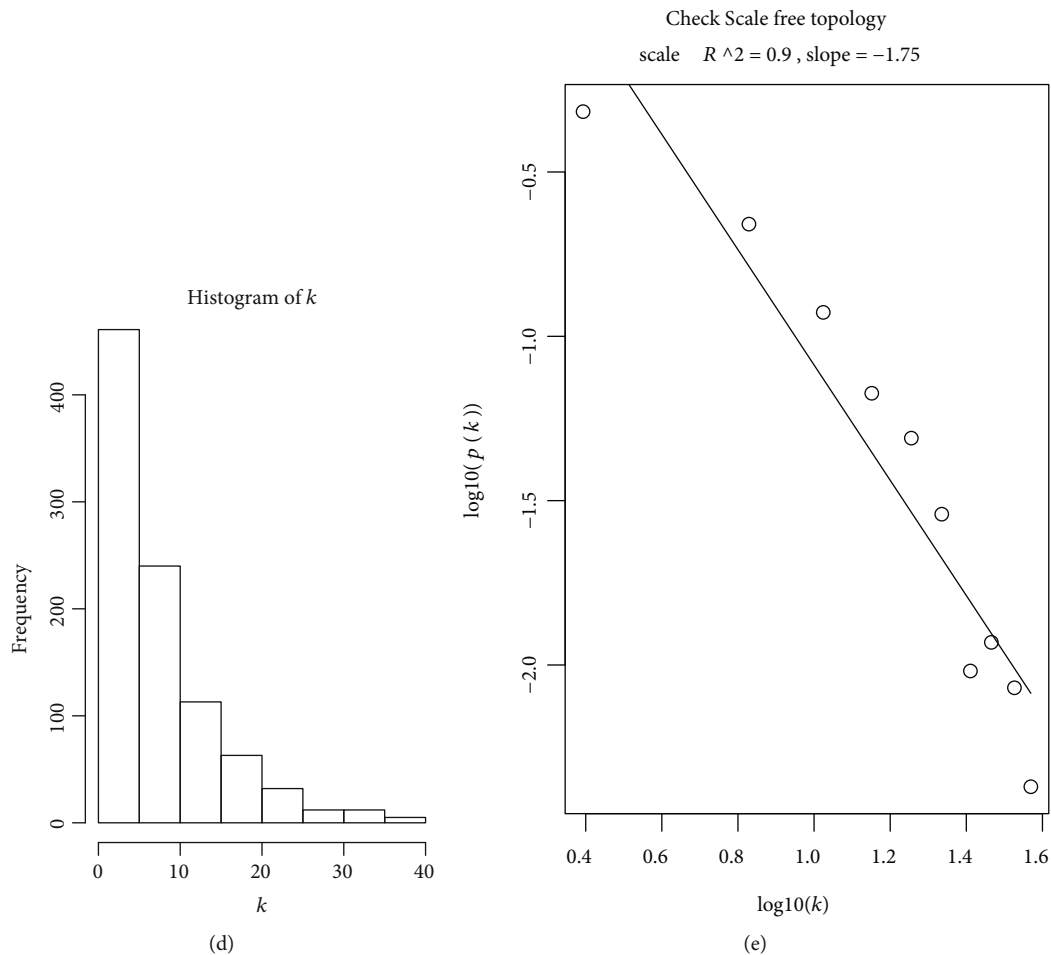 Histogram of k
Frequency
400
300
200
100
0
0 10 20 30 40
k
(d)
Check Scale free topology
scale R ^2 = 0.9 , slope = −1.75
log10(p (k))
−0.5
−1.0
−1.5
−2.0
0.4 0.6 0.8 1.0 1.2 1.4 1.6
log10(k)
(e)